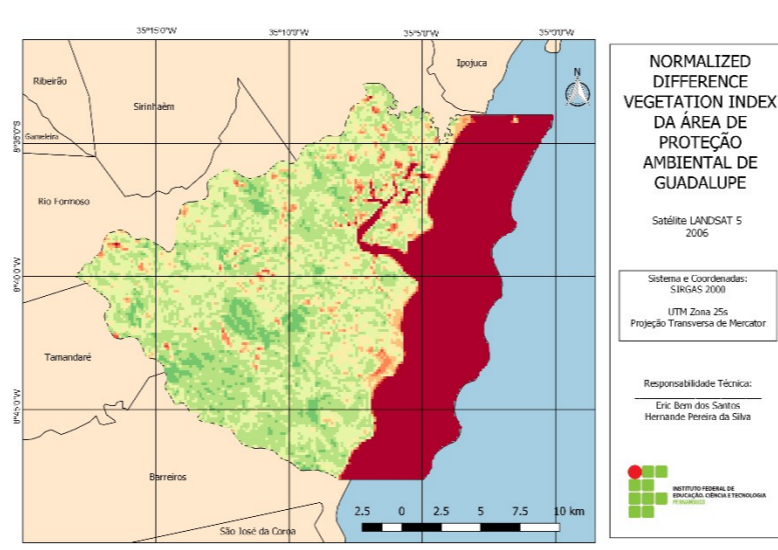 35°15'0"W 35°10'0"W 35°5'0"W 35°0'0"W
Ipojuca
Ribeirão
Sirinhaém
N
Gameleira
8°35'0"S
Rio Formoso
8°40'0"W
Tamandaré
8°45'0"W
Barreiros
São José da Coroa
2.5 0 2.5 5 7.5 10 km
NORMALIZED
DIFFERENCE
VEGETATION INDEX
DA ÁREA DE
PROTEÇÃO
AMBIENTAL DE
GUADALUPE
Satélite LANDSAT 5
2006
Sistema e Coordenadas:
SIRGAS 2000
UTM Zona 25s
Projeção Transversa de Mercator
Responsabilidade Técnica:
Eric Bem dos Santos
Hernande Pereira da Silva
INSTITUTO FEDERAL DE
EDUCAÇÃO, CIÊNCIA E TECNOLOGIA
PERNAMBUCO